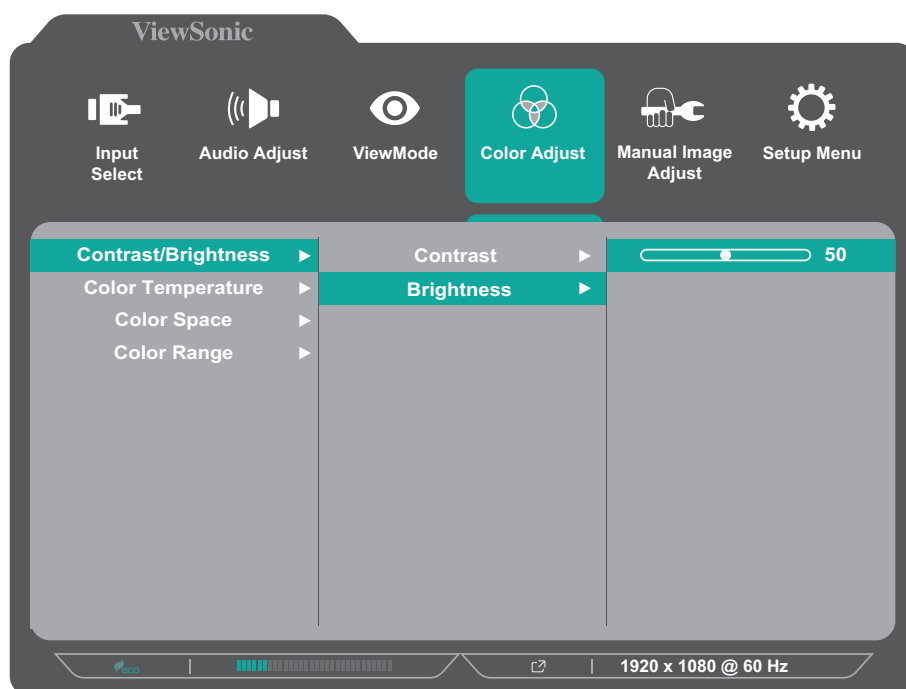 ViewSonic
Input
Select
Audio Adjust
ViewMode
Color Adjust
Manual Image
Adjust
Setup Menu
Contrast/Brightness
Contrast
50
Color Temperature
Brightness
Color Space
Color Range
eco
1920 x 1080 @ 60 Hz